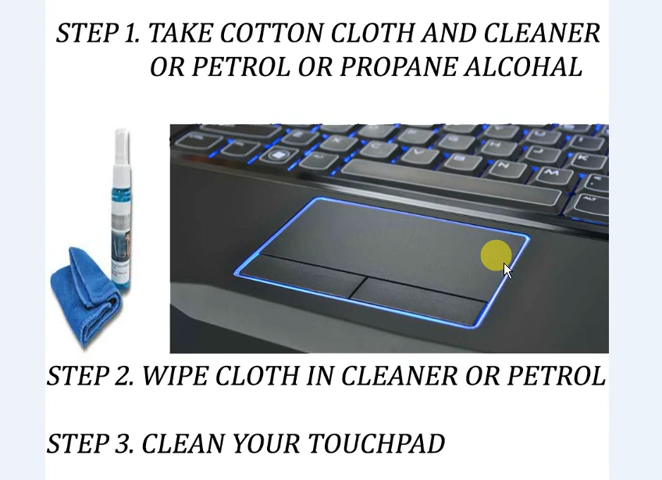 STEP 1. TAKE COTTON CLOTH AND CLEANER
OR PETROL OR PROPANE ALCOHAL
STEP 2. WIPE CLOTH IN CLEANER OR PETROL
STEP 3. CLEAN YOUR TOUCHPAD